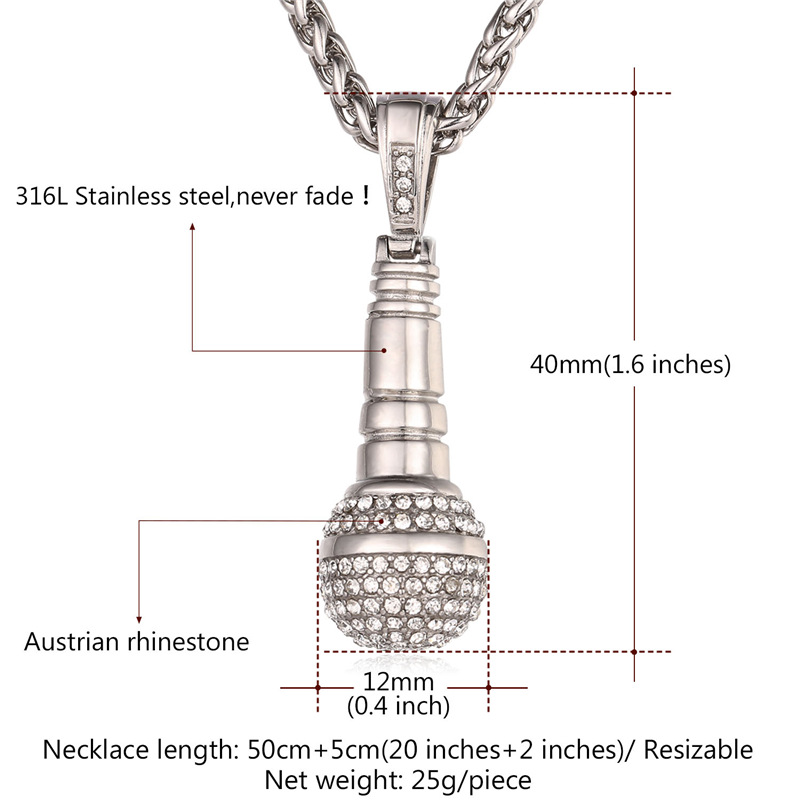 316L Stainless steel,never fade！
40mm(1.6 inches)
Austrian rhinestone
12mm
(0.4 inch)
Necklace length: 50cm+5cm(20 inches+2 inches)/ Resizable
Net weight: 25g/piece